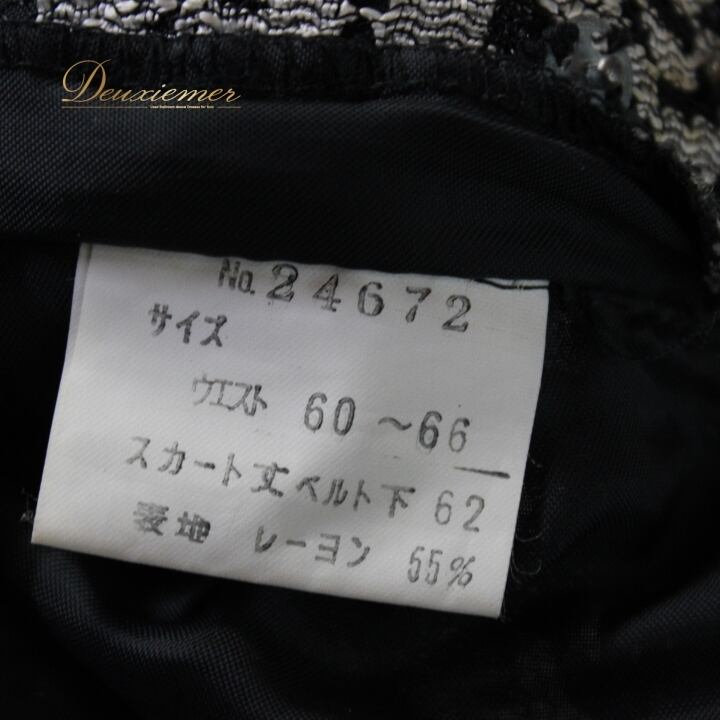 Deuxiemer
No.24672
サイズ
ウエスト 60 ～66
スカート丈ベルト下 62
表地 レーヨン 55%